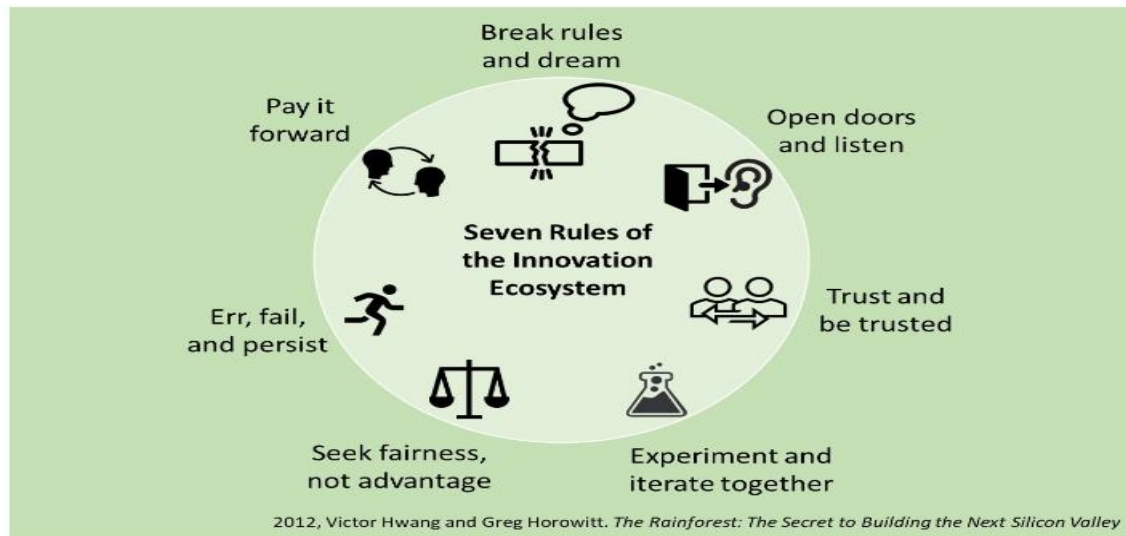 Break rules
and dream
Open doors
and listen
Trust and
be trusted
Experiment and
iterate together
Seek fairness,
not advantage
Err, fail,
and persist
Pay it
forward
Seven Rules of
the Innovation
Ecosystem
2012, Victor Hwang and Greg Horowitt. The Rainforest: The Secret to Building the Next Silicon Valley